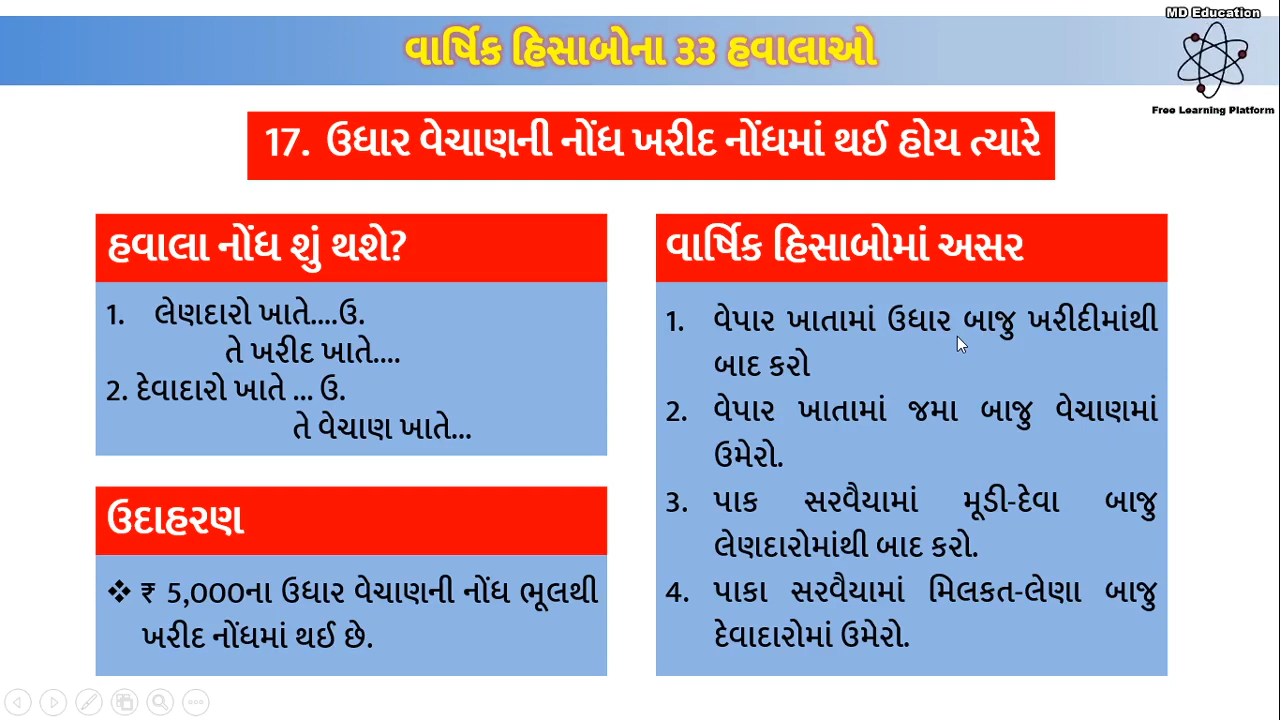 MD Education
વાર્ષિક હિસાબોના ૩૩ હવાલાઓ
Free Learning Platform
17. ઉધાર વેચાણની નોંધ ખરીદ નોંધમાં થઈ હોય ત્યારે
હવાલા નોંધ શું થશે?
1. લેણદારો ખાતે....ઉ.
તે ખરીદ ખાતે....
2. દેવાદારો ખાતે ... ઉ.
તે વેચાણ ખાતે...
ઉદાહરણ
❖ ₹ 5,000ના ઉધાર વેચાણની નોંધ ભૂલથી
ખરીદ નોંધમાં થઈ છે.
વાર્ષિક હિસાબોમાં અસર
1. વેપાર ખાતામાં ઉધાર બાજુ ખરીદીમાંથી
બાદ કરો
2. વેપાર ખાતામાં જમા બાજુ વેચાણમાં
ઉમેરો.
3. પાક સરવૈયામાં મૂડી-દેવા બાજુ
લેણદારોમાંથી બાદ કરો.
4. પાકા સરવૈયામાં મિલકત-લેણા બાજુ
દેવાદારોમાં ઉમેરો.